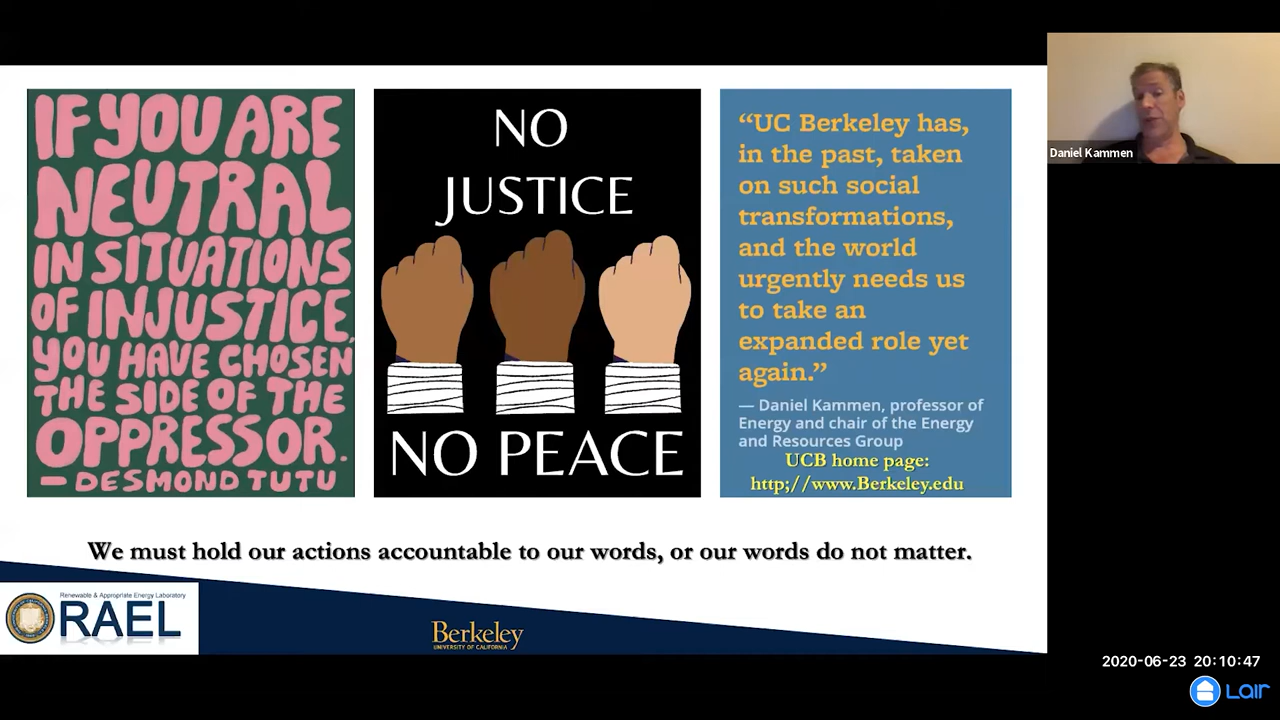 IF YOU ARE
NEUTRAL
IN SITUATIONS
OF INJUSTICE,
YOU HAVE CHOSEN
THE SIDE OF THE
OPPRESSOR.
— DESMOND TUTU
NO
JUSTICE
NO PEACE
“UC Berkeley has,
in the past, taken
on such social
transformations,
and the world
urgently needs us
to take an
expanded role yet
again.”
— Daniel Kammen, professor of
Energy and chair of the Energy
and Resources Group
UCB home page:
http;//www.Berkeley.edu
Daniel Kammen
We must hold our actions accountable to our words, or our words do not matter.
Renewable & Appropriate Energy Laboratory
RAEL
Berkeley
UNIVERSITY OF CALIFORNIA
2020-06-23 20:10:47
LaIr